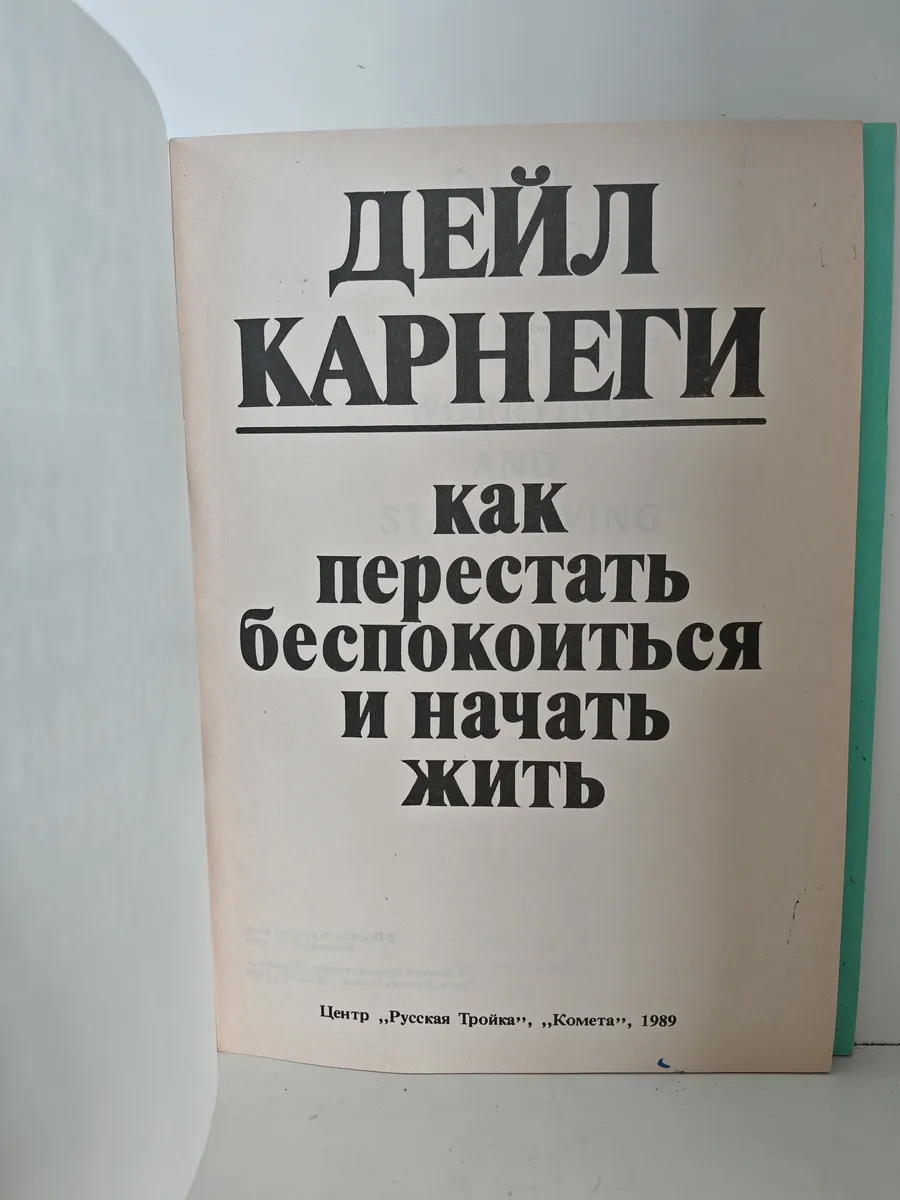 ДЕЙЛ
КАРНЕГИ
как
перестать
беспокоиться
и начать
жить
Центр „Русская Тройка”, „Комета”, 1989